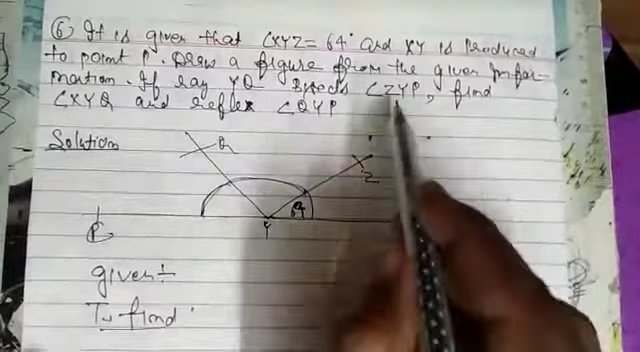 ⑥ It is given that ∠XYZ = 64° and XY is Produced
to point P. Draw a figure from the given infor-
mation. If ray YQ Bisects ∠ZYP, find
∠XYQ and reflex ∠QYP
Solution
Q
Z
64
P
Y
given:-
To find